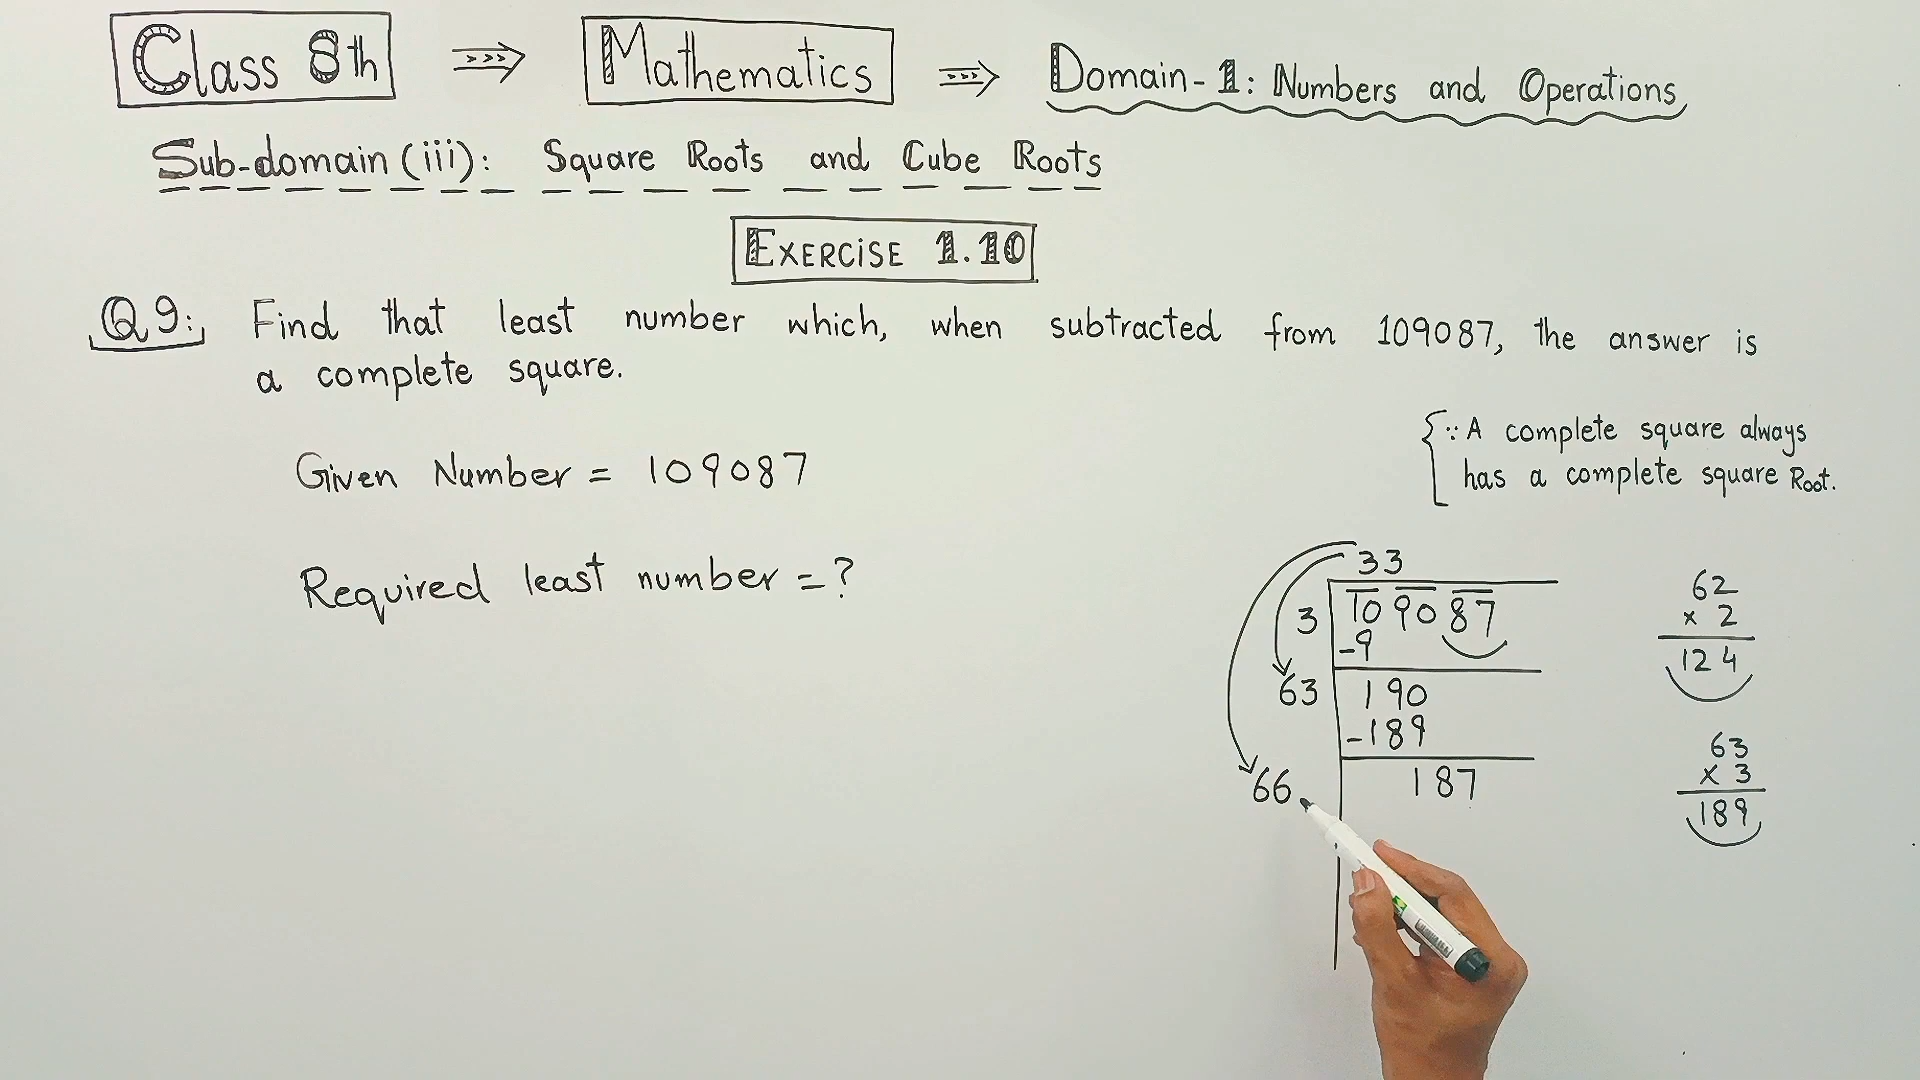 Class 8th >>> Mathematics >>> Domain-1: Numbers and Operations
Sub-domain (iii): Square Roots and Cube Roots
EXERCISE 1.10
Q9: Find that least number which, when subtracted from 109087, the answer is
a complete square.
∵ A complete square always
has a complete square Root.
Given Number = 109087
Required least number = ?
33
3 10 90 87
-9
63 190
-189
66 187
62
x 2
124
63
x 3
189